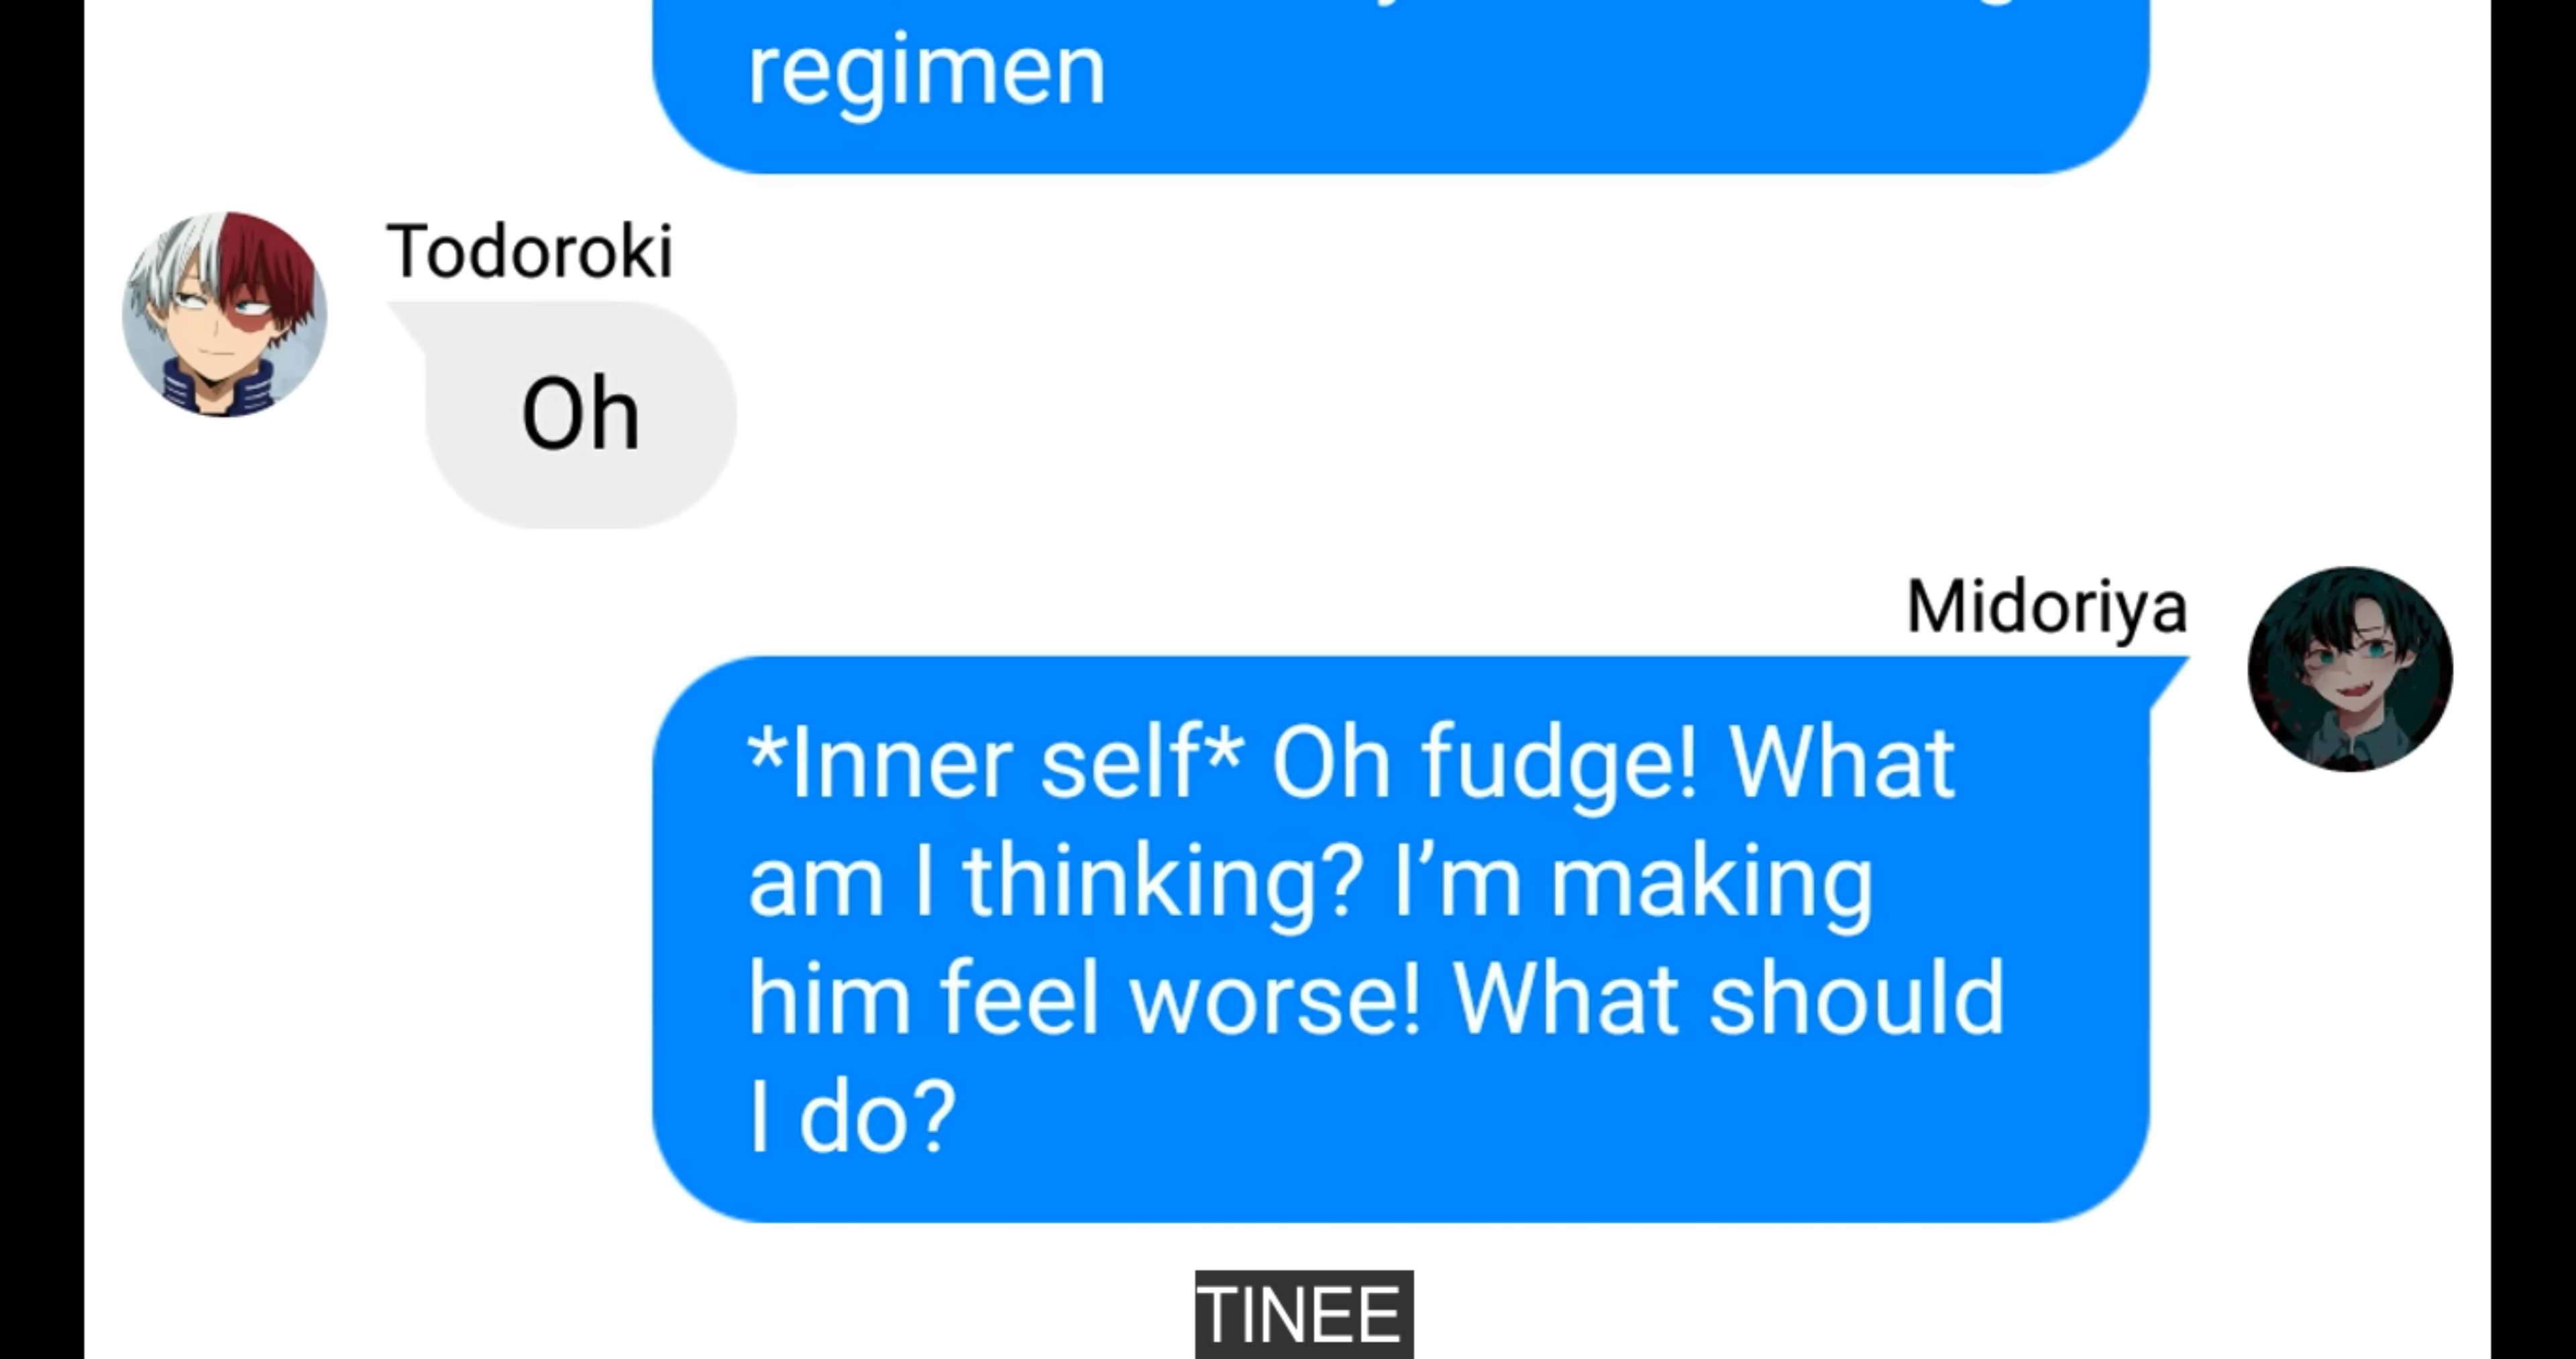 regimen
Todoroki
Oh
Midoriya
*Inner self* Oh fudge! What
am I thinking? I’m making
him feel worse! What should
I do?
TINEE